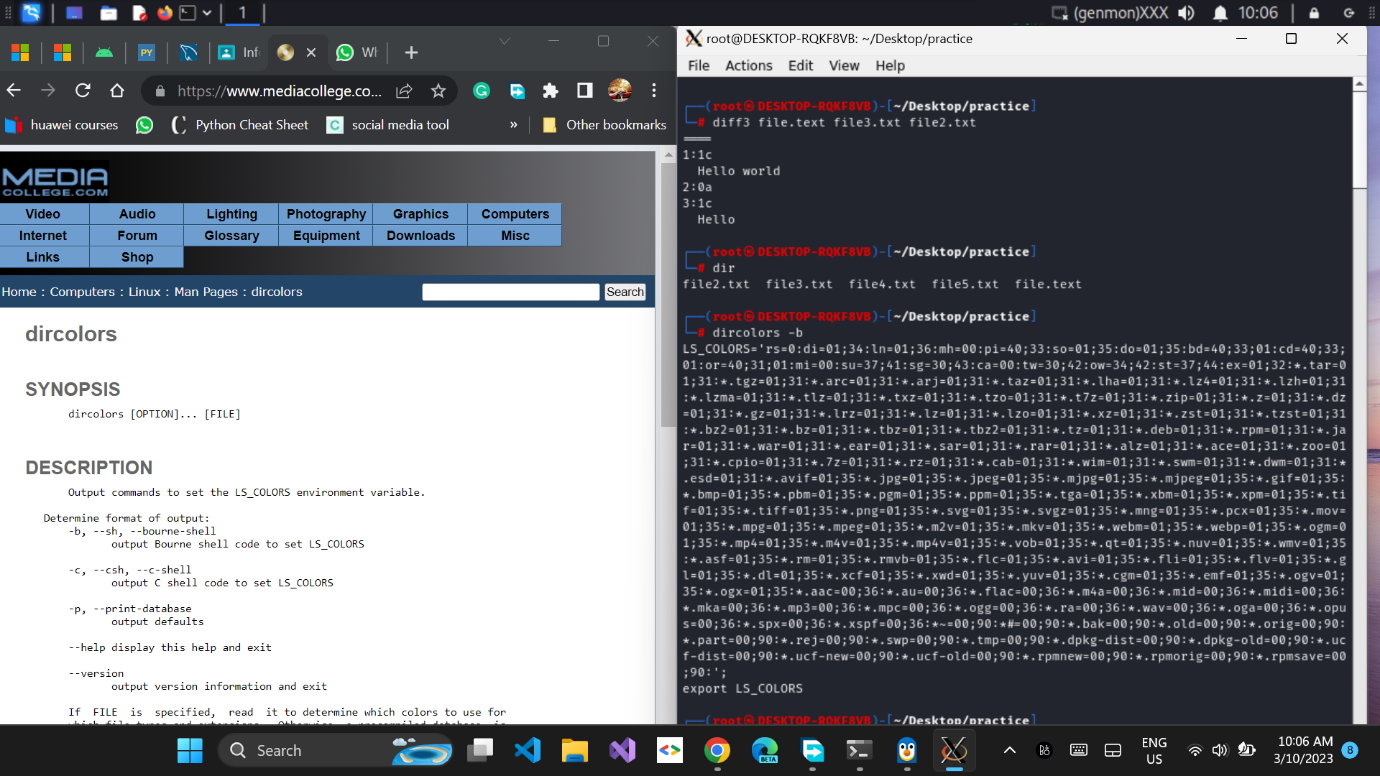 1
(genmon)XXX
10:06
Inf
Wh
https://www.mediacollege.co...
huawei courses
Python Cheat Sheet
social media tool
»
Other bookmarks
MEDIA
COLLEGE.COM
Video Audio Lighting Photography Graphics Computers
Internet Forum Glossary Equipment Downloads Misc
Links Shop
Home : Computers : Linux : Man Pages : dircolors
Search
dircolors
SYNOPSIS
dircolors [OPTION]... [FILE]
DESCRIPTION
Output commands to set the LS_COLORS environment variable.
Determine format of output:
-b, --sh, --bourne-shell
output Bourne shell code to set LS_COLORS
-c, --csh, --c-shell
output C shell code to set LS_COLORS
-p, --print-database
output defaults
--help display this help and exit
--version
output version information and exit
If FILE is specified, read it to determine which colors to use for
which file types and extensions. Otherwise, a precompiled database is
root@DESKTOP-RQKF8VB: ~/Desktop/practice
File Actions Edit View Help
┌──(root㉿DESKTOP-RQKF8VB)-[~/Desktop/practice]
└─# diff3 file.text file3.txt file2.txt
====
1:1c
Hello world
2:0a
3:1c
Hello
┌──(root㉿DESKTOP-RQKF8VB)-[~/Desktop/practice]
└─# dir
file2.txt file3.txt file4.txt file5.txt file.text
┌──(root㉿DESKTOP-RQKF8VB)-[~/Desktop/practice]
└─# dircolors -b
LS_COLORS='rs=0:di=01;34:ln=01;36:mh=00:pi=40;33:so=01;35:do=01;35:bd=40;33;01:cd=40;33;
01:or=40;31;01:mi=00:su=37;41:sg=30;43:ca=00:tw=30;42:ow=34;42:st=37;44:ex=01;32:*.tar=0
1;31:*.tgz=01;31:*.arc=01;31:*.arj=01;31:*.taz=01;31:*.lha=01;31:*.lz4=01;31:*.lzh=01;31
:*.lzma=01;31:*.tlz=01;31:*.txz=01;31:*.tzo=01;31:*.t7z=01;31:*.zip=01;31:*.z=01;31:*.dz
=01;31:*.gz=01;31:*.lrz=01;31:*.lz=01;31:*.lzo=01;31:*.xz=01;31:*.zst=01;31:*.tzst=01;31
:*.bz2=01;31:*.bz=01;31:*.tbz=01;31:*.tbz2=01;31:*.tz=01;31:*.deb=01;31:*.rpm=01;31:*.ja
r=01;31:*.war=01;31:*.ear=01;31:*.sar=01;31:*.rar=01;31:*.alz=01;31:*.ace=01;31:*.zoo=01
;31:*.cpio=01;31:*.7z=01;31:*.rz=01;31:*.cab=01;31:*.wim=01;31:*.swm=01;31:*.dwm=01;31:*
.esd=01;31:*.avif=01;35:*.jpg=01;35:*.jpeg=01;35:*.mjpg=01;35:*.mjpeg=01;35:*.gif=01;35:
*.bmp=01;35:*.pbm=01;35:*.pgm=01;35:*.ppm=01;35:*.tga=01;35:*.xbm=01;35:*.xpm=01;35:*.ti
f=01;35:*.tiff=01;35:*.png=01;35:*.svg=01;35:*.svgz=01;35:*.mng=01;35:*.pcx=01;35:*.mov=
01;35:*.mpg=01;35:*.mpeg=01;35:*.m2v=01;35:*.mkv=01;35:*.webm=01;35:*.webp=01;35:*.ogm=0
1;35:*.mp4=01;35:*.m4v=01;35:*.mp4v=01;35:*.vob=01;35:*.qt=01;35:*.nuv=01;35:*.wmv=01;35
:*.asf=01;35:*.rm=01;35:*.rmvb=01;35:*.flc=01;35:*.avi=01;35:*.fli=01;35:*.flv=01;35:*.g
l=01;35:*.dl=01;35:*.xcf=01;35:*.xwd=01;35:*.yuv=01;35:*.cgm=01;35:*.emf=01;35:*.ogv=01;
35:*.ogx=01;35:*.aac=00;36:*.au=00;36:*.flac=00;36:*.m4a=00;36:*.mid=00;36:*.midi=00;36:
*.mka=00;36:*.mp3=00;36:*.mpc=00;36:*.ogg=00;36:*.ra=00;36:*.wav=00;36:*.oga=00;36:*.opu
s=00;36:*.spx=00;36:*.xspf=00;36:*~=00;90:*#=00;90:*.bak=00;90:*.old=00;90:*.orig=00;90:
*.part=00;90:*.rej=00;90:*.swp=00;90:*.tmp=00;90:*.dpkg-dist=00;90:*.dpkg-old=00;90:*.uc
f-dist=00;90:*.ucf-new=00;90:*.ucf-old=00;90:*.rpmnew=00;90:*.rpmorig=00;90:*.rpmsave=00
;90:';
export LS_COLORS
┌──(root㉿DESKTOP-RQKF8VB)-[~/Desktop/practice]
Search
ENG
US
10:06 AM
3/10/2023
8